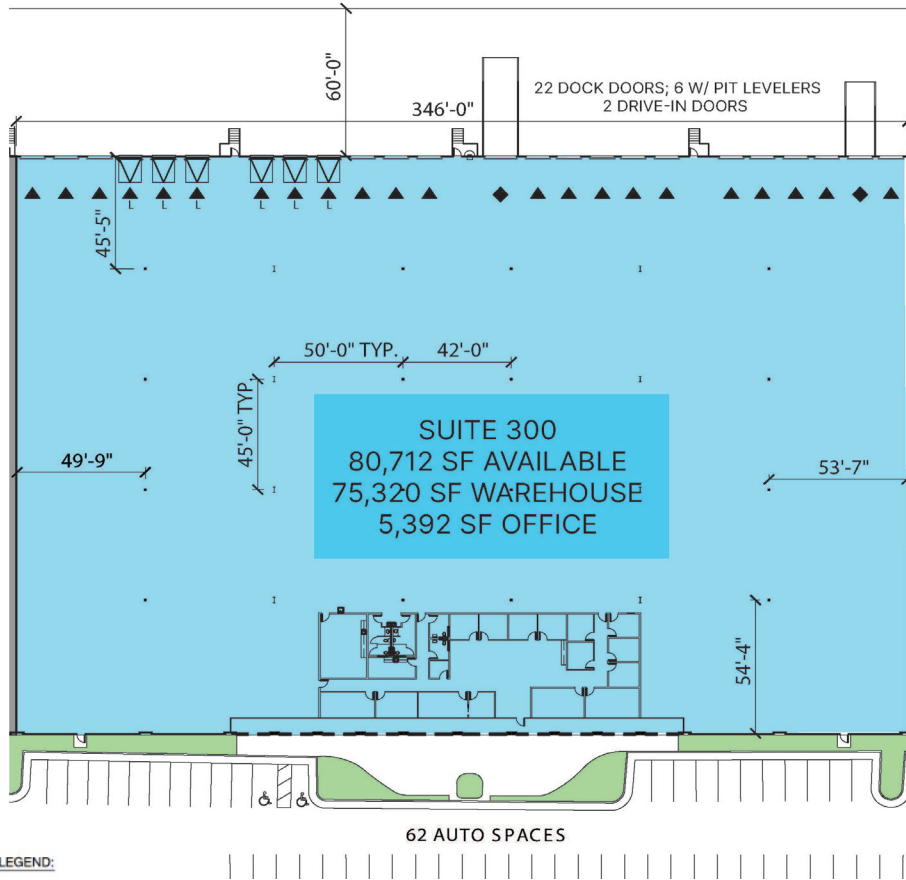 60'-0"
22 DOCK DOORS; 6 W/ PIT LEVELERS
2 DRIVE-IN DOORS
346'-0"
L
L
L
L
L
L
45'-5"
50'-0" TYP.
42'-0"
45'-0" TYP.
SUITE 300
80,712 SF AVAILABLE
75,320 SF WAREHOUSE
5,392 SF OFFICE
49'-9"
53'-7"
54'-4"
62 AUTO SPACES
LEGEND: